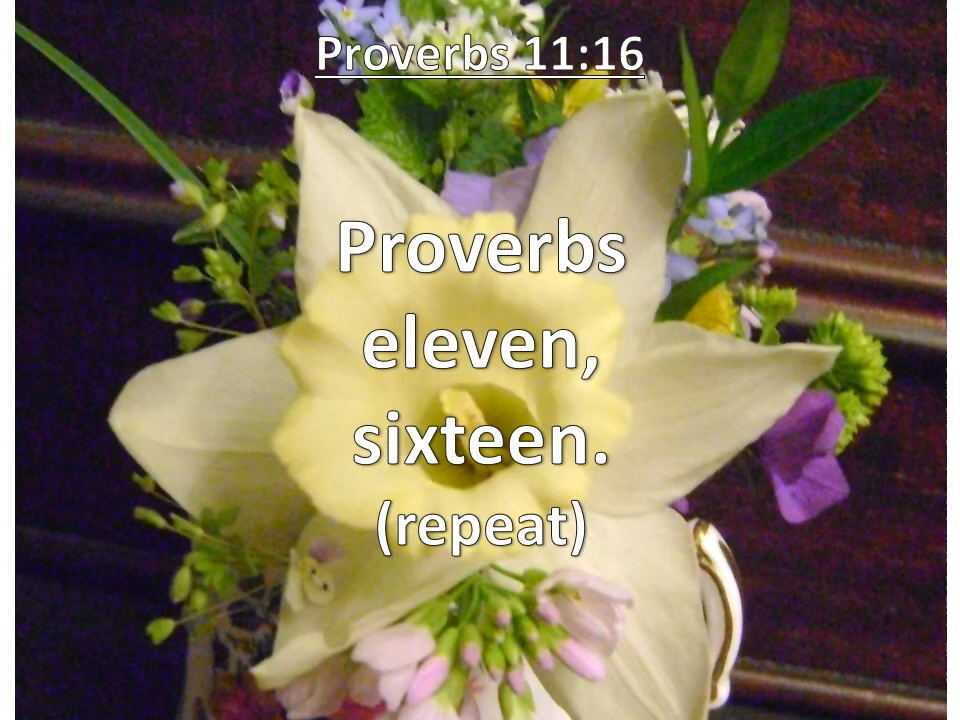 Proverbs 11:16
Proverbs
eleven,
sixteen.
(repeat)